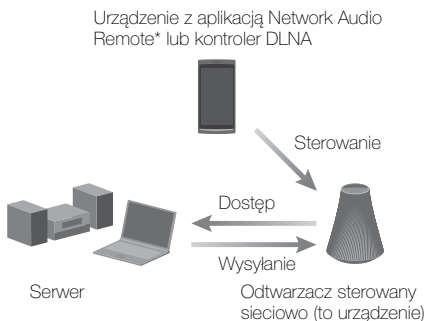 Urządzenie z aplikacją Network Audio
Remote* lub kontroler DLNA
Sterowanie
Dostęp
Wysyłanie
Serwer
Odtwarzacz sterowany
sieciowo (to urządzenie)